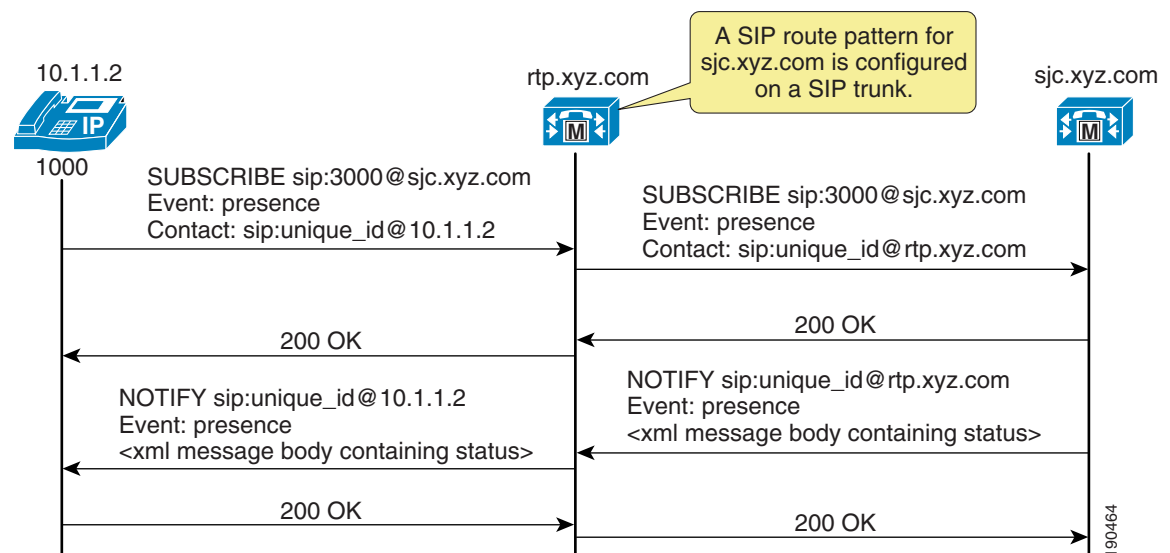 A SIP route pattern for
sjc.xyz.com is configured
on a SIP trunk.
10.1.1.2
rtp.xyz.com
sjc.xyz.com
IP
M
M
1000
SUBSCRIBE sip:3000@sjc.xyz.com
Event: presence
Contact: sip:unique_id@10.1.1.2
SUBSCRIBE sip:3000@sjc.xyz.com
Event: presence
Contact: sip:unique_id@rtp.xyz.com
200 OK
200 OK
NOTIFY sip:unique_id@10.1.1.2
Event: presence
<xml message body containing status>
NOTIFY sip:unique_id@rtp.xyz.com
Event: presence
<xml message body containing status>
200 OK
200 OK
190464